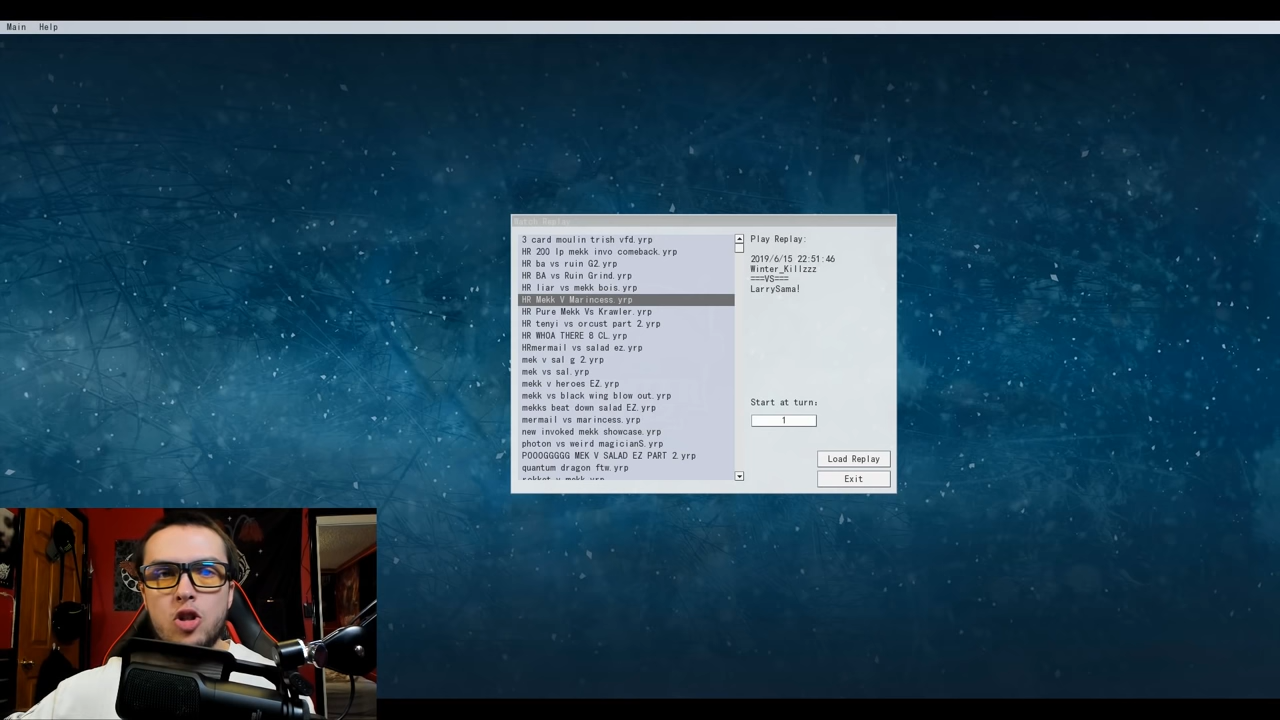 Main Help
Watch Replay
3 card moulin trish vfd.yrp
HR 200 lp mekk invo comeback.yrp
HR ba vs ruin G2.yrp
HR BA vs Ruin Grind.yrp
HR liar vs mekk bois.yrp
HR Mekk V Marincess.yrp
HR Pure Mekk Vs Krawler.yrp
HR tenyi vs orcust part 2.yrp
HR WHOA THERE 8 CL.yrp
HRmermail vs salad ez.yrp
mek v sal g 2.yrp
mek vs sal.yrp
mekk v heroes EZ.yrp
mekk vs black wing blow out.yrp
mekks beat down salad EZ.yrp
mermail vs marincess.yrp
new invoked mekk showcase.yrp
photon vs weird magicianS.yrp
POOOGGGGG MEK V SALAD EZ PART 2.yrp
quantum dragon ftw.yrp
rokket v mekk.yrp
Play Replay:
2019/6/15 22:51:46
Winter_Killzzz
===VS===
LarrySama!
Start at turn:
1
Load Replay
Exit